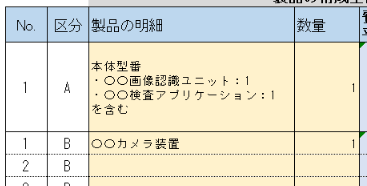 No. 区分 製品の明細 数量
本体型番
・〇〇画像認識ユニット：1
1 A ・〇〇検査アプリケーション：1 1
を含む
1 B 〇〇カメラ装置 1
2 B